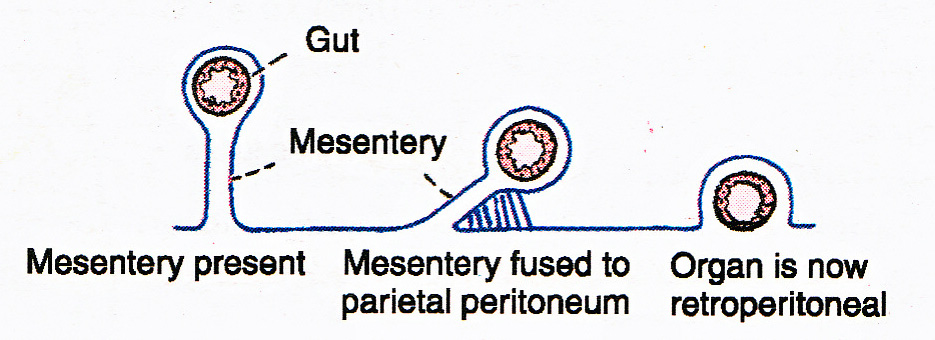 Gut
Mesentery
Mesentery present
Mesentery fused to
parietal peritoneum
Organ is now
retroperitoneal